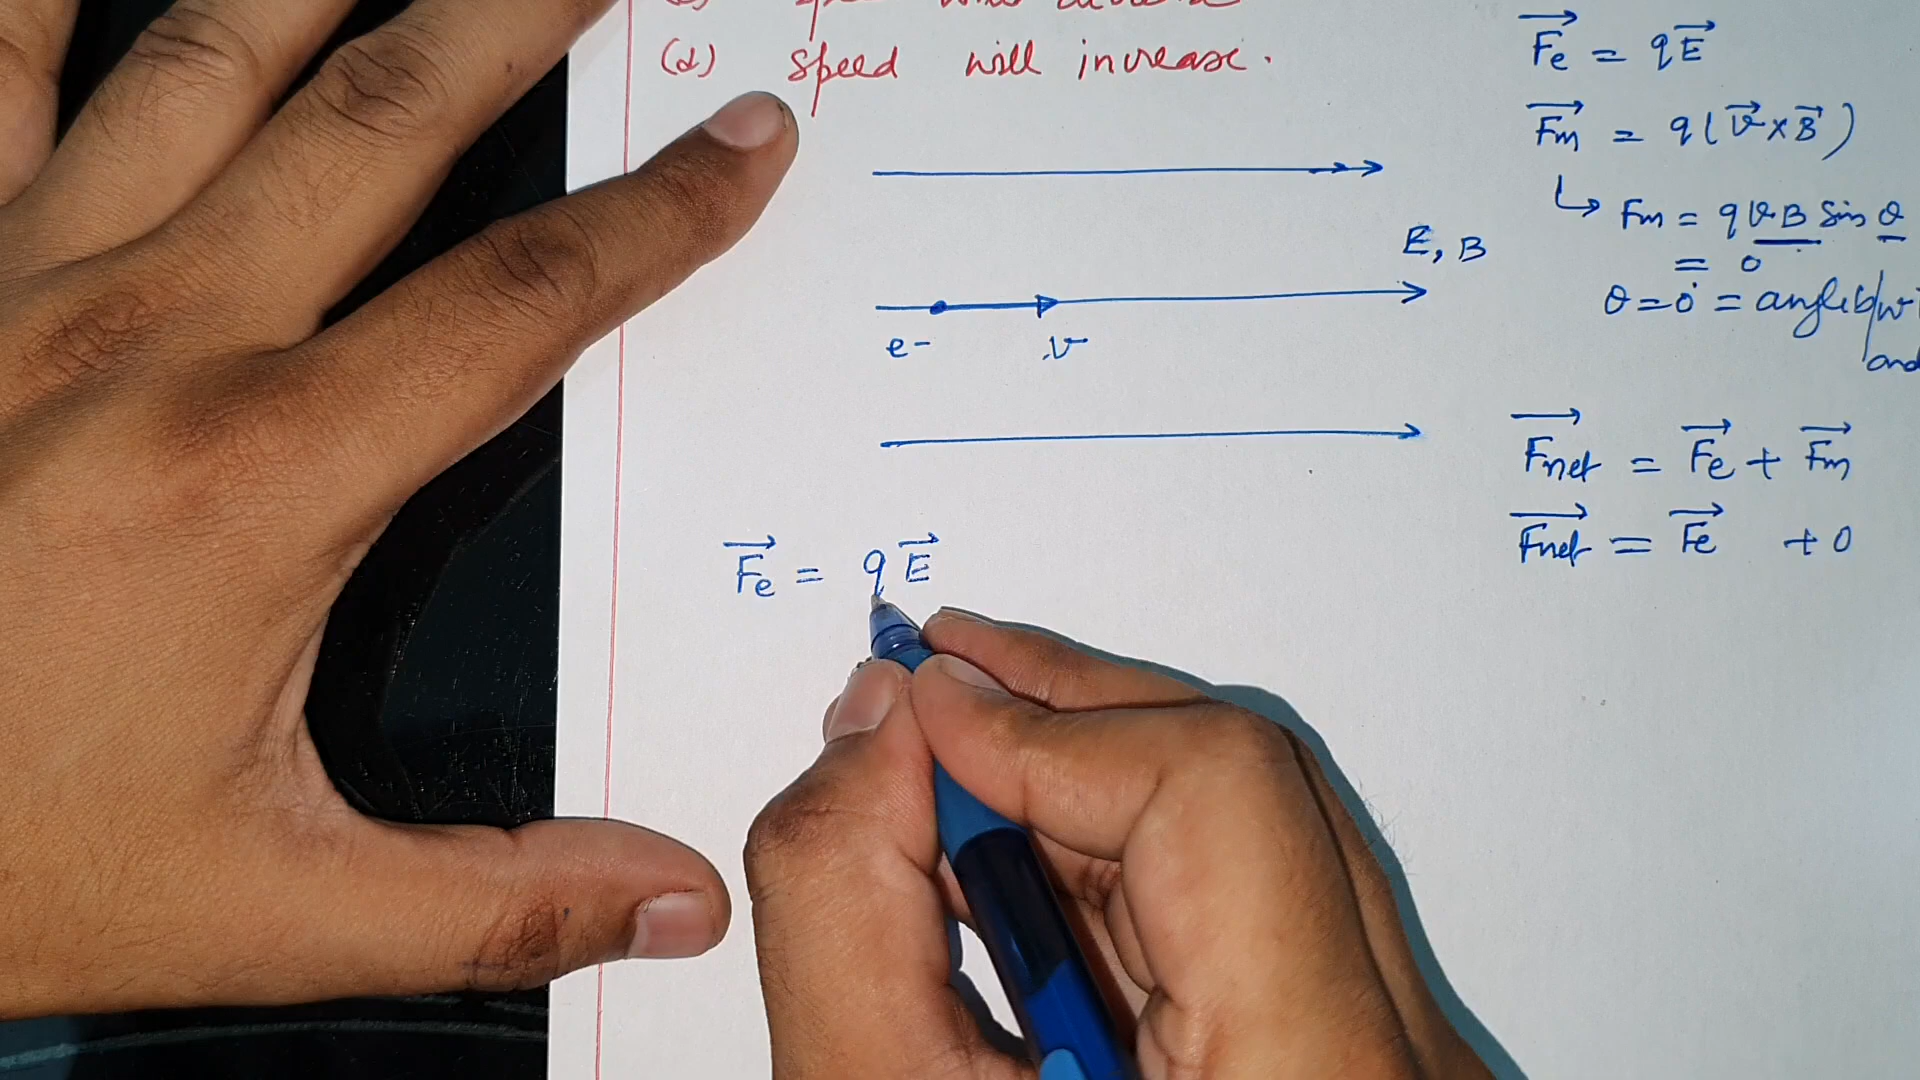 (d) speed will increase.
E, B
e- v
Fe = qE
Fe = qE
Fm = q(v×B)
↳ Fm = qvB sin θ
= 0
θ=0° = angle b/w
and
Fnet = Fe + Fm
Fnet = Fe + 0